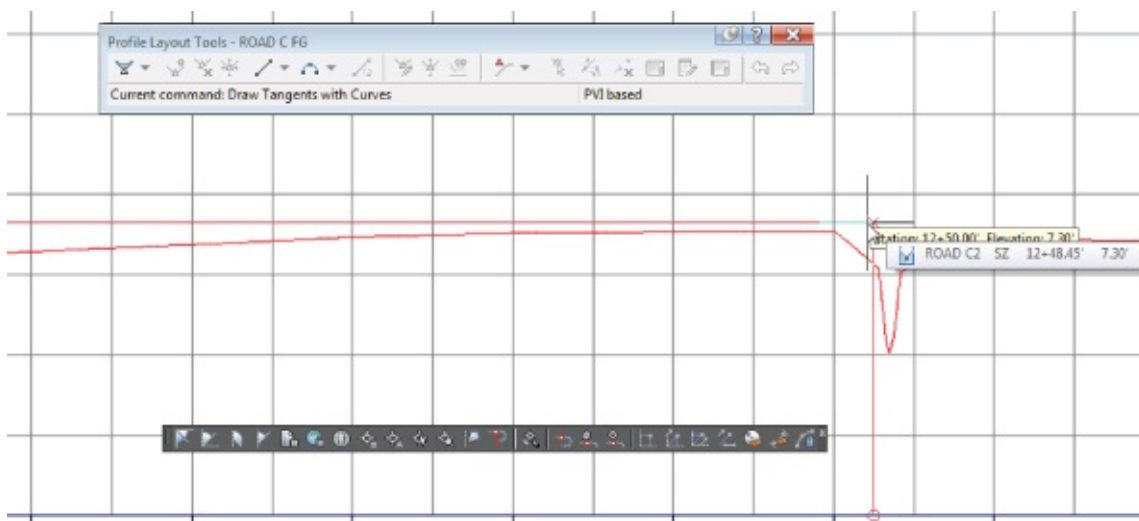 Profile Layout Tools - ROAD C FG
Current command: Draw Tangents with Curves PVI based
station: 12+50.00' Elevation: 7.30'
ROAD C2 SZ 12+48.45' 7.30'